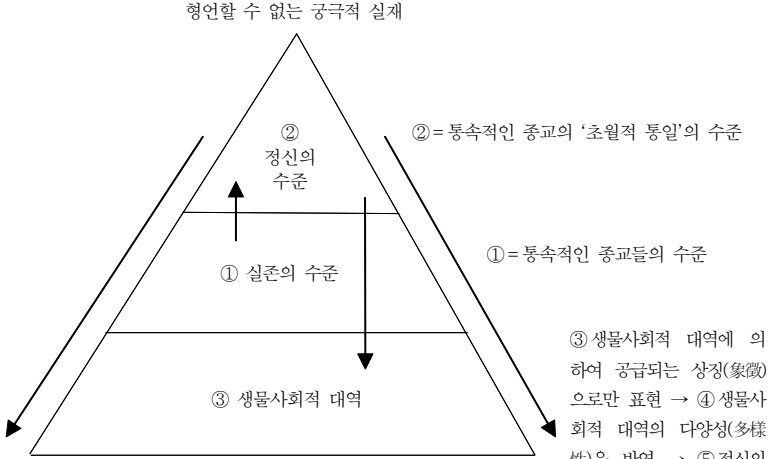 형언할 수 없는 궁극적 실재
②
정신의
수준
②= 통속적인 종교의 ‘초월적 통일’의 수준
① 실존의 수준
①= 통속적인 종교들의 수준
③ 생물사회적 대역
③생물사회적 대역에 의
하여 공급되는 상징(象徵)
으로만 표현 → ④생물사
회적 대역의 다양성(多樣